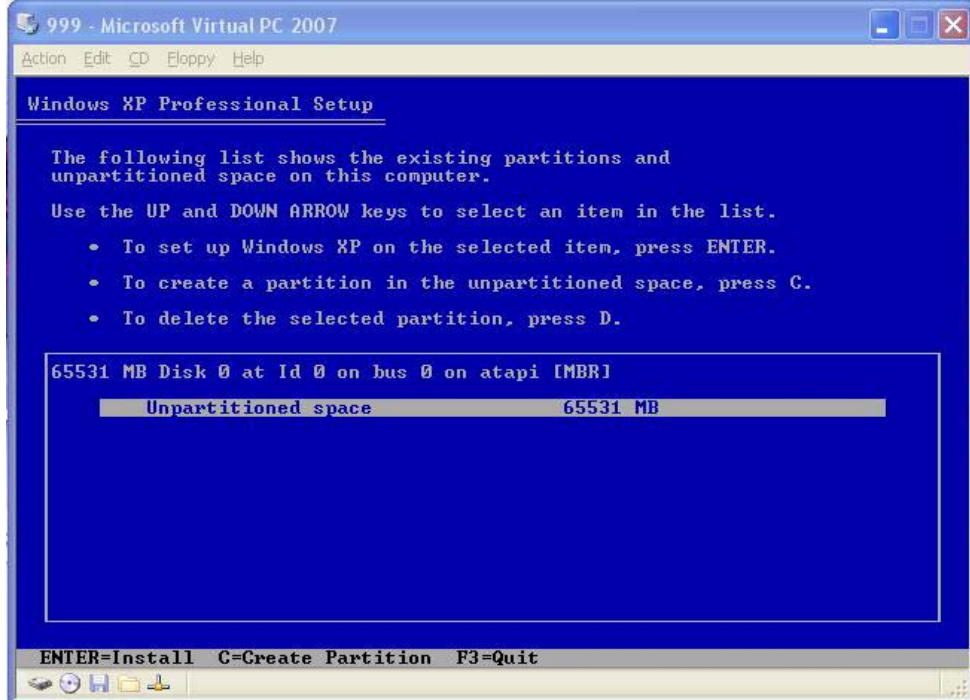 999 - Microsoft Virtual PC 2007
Action Edit CD Floppy Help
Windows XP Professional Setup
The following list shows the existing partitions and
unpartitioned space on this computer.
Use the UP and DOWN ARROW keys to select an item in the list.
• To set up Windows XP on the selected item, press ENTER.
• To create a partition in the unpartitioned space, press C.
• To delete the selected partition, press D.
65531 MB Disk 0 at Id 0 on bus 0 on atapi [MBR]
Unpartitioned space 65531 MB
ENTER=Install C=Create Partition F3=Quit